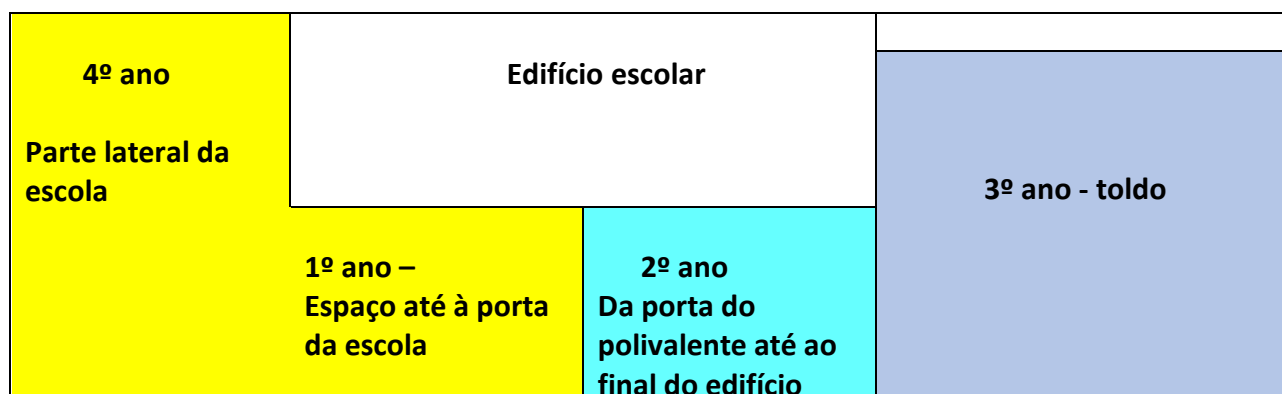 4º ano
Parte lateral da
escola
Edifício escolar
1º ano –
Espaço até à porta
da escola
2º ano
Da porta do
polivalente até ao
final do edifício
3º ano - toldo